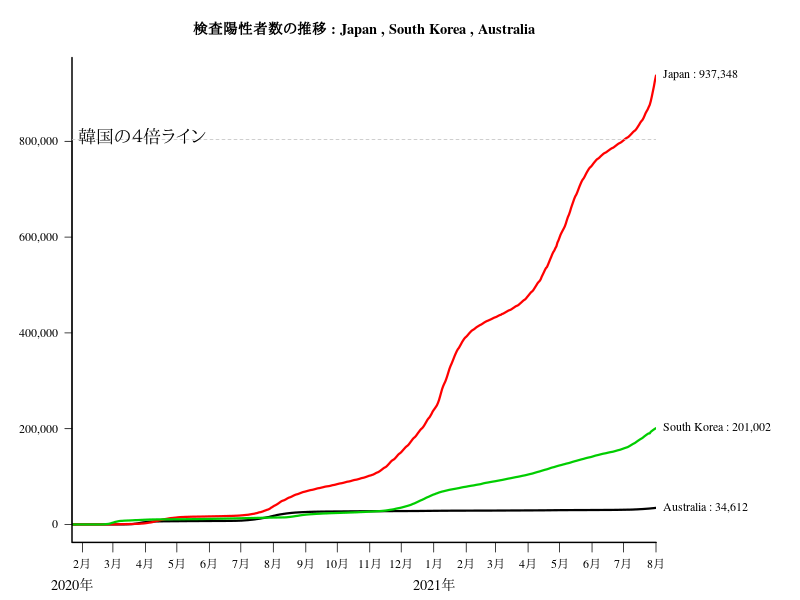 検査陽性者数の推移 : Japan , South Korea , Australia
Japan : 937,348
韓国の4倍ライン
800,000
600,000
400,000
South Korea : 201,002
200,000
Australia : 34,612
0
2月 3月 4月 5月 6月 7月 8月 9月 10月 11月 12月 1月 2月 3月 4月 5月 6月 7月 8月
2020年 2021年